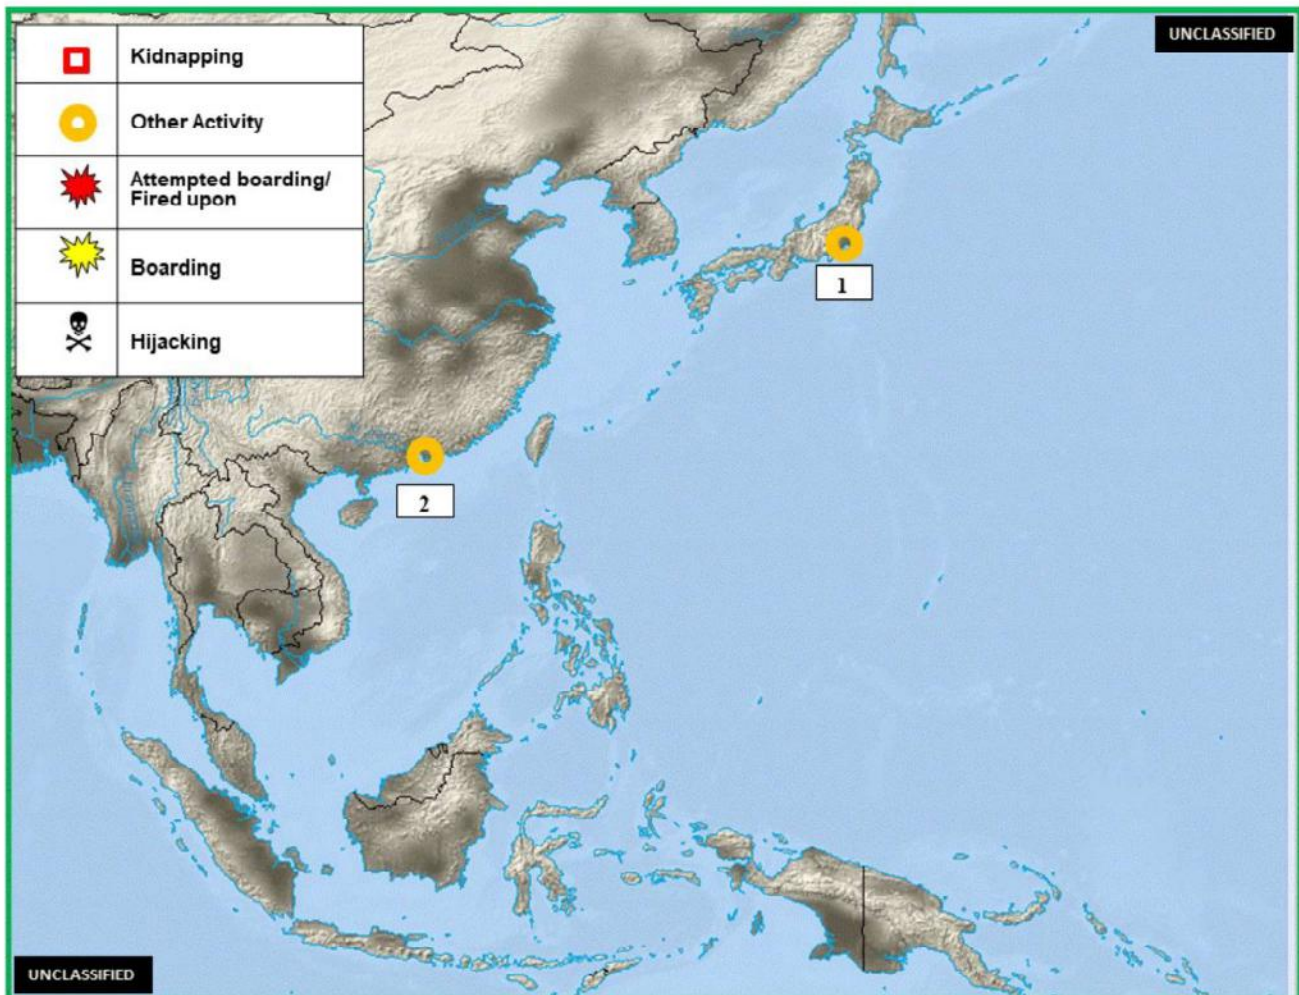 UNCLASSIFIED
Kidnapping
Other Activity
Attempted boarding/
Fired upon
Boarding
Hijacking
1
2
UNCLASSIFIED